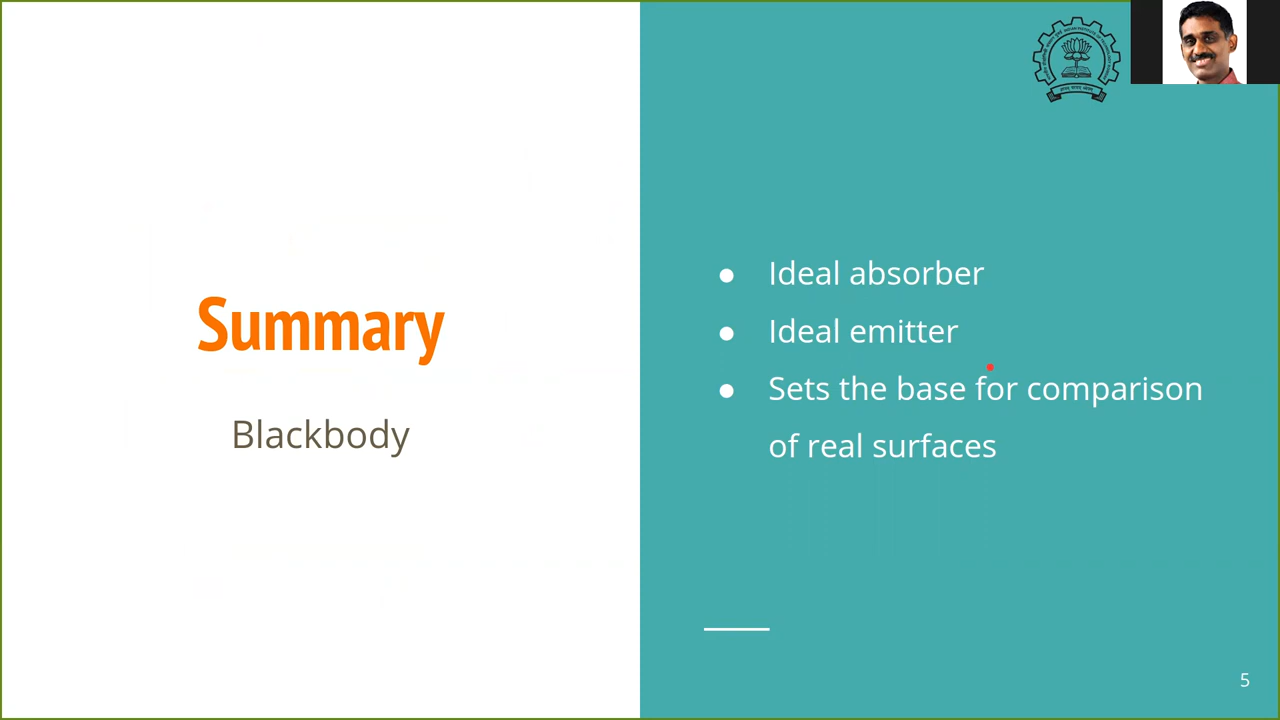 Summary
Blackbody
● Ideal absorber
● Ideal emitter
● Sets the base for comparison
of real surfaces
5